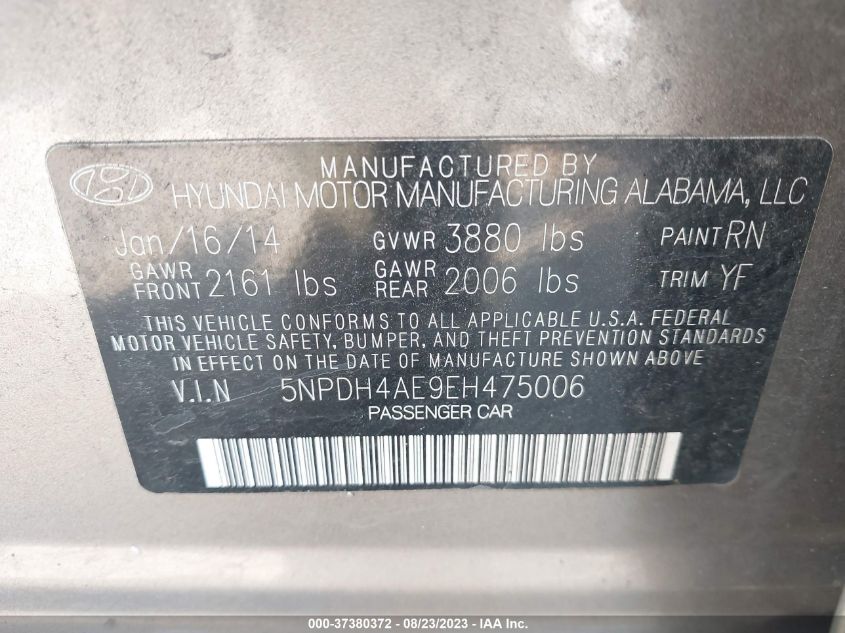 MANUFACTURED BY
HYUNDAI MOTOR MANUFACTURING ALABAMA, LLC
Jan/16/14 GVWR 3880 lbs PAINT RN
GAWR FRONT 2161 lbs GAWR REAR 2006 lbs TRIM YF
THIS VEHICLE CONFORMS TO ALL APPLICABLE U.S.A. FEDERAL
MOTOR VEHICLE SAFETY, BUMPER, AND THEFT PREVENTION STANDARDS
IN EFFECT ON THE DATE OF MANUFACTURE SHOWN ABOVE
V.I.N 5NPDH4AE9EH475006
PASSENGER CAR
000-37380372 - 08/23/2023 - IAA Inc.